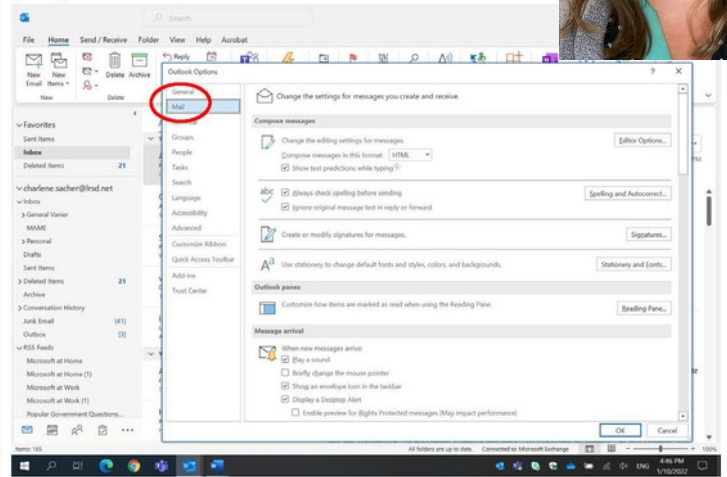 Search
File Home Send / Receive Folder View Help Acrobat
New Email
New Items
Delete
Archive
Reply
New
Delete
Outlook Options
? X
General
Mail
Groups
People
Tasks
Search
Language
Accessibility
Advanced
Customize Ribbon
Quick Access Toolbar
Add-ins
Trust Center
Change the settings for messages you create and receive.
Compose messages
Change the editing settings for messages.
Editor Options...
Compose messages in this format: HTML
Show text predictions while typing
abc Always check spelling before sending
Spelling and Autocorrect...
Ignore original message text in reply or forward
Create or modify signatures for messages.
Signatures...
Use stationery to change default fonts and styles, colors, and backgrounds.
Stationery and Fonts...
Outlook panes
Customize how items are marked as read when using the Reading Pane.
Reading Pane...
Message arrival
When new messages arrive:
Play a sound
Briefly change the mouse pointer
Show an envelope icon in the taskbar
Display a Desktop Alert
Enable preview for Rights Protected messages (May impact performance)
OK Cancel
Favorites
Sent Items
Inbox
Deleted Items 21
charlene.sacher@lrsd.net
Inbox
General Vanier
MAME
Personal
Drafts
Sent Items
Deleted Items 21
Archive
Conversation History
Junk Email [41]
Outbox [3]
RSS Feeds
Microsoft at Home
Microsoft at Home (1)
Microsoft at Work
Microsoft at Work (1)
Popular Government Questions...
Items: 165
All folders are up to date. Connected to: Microsoft Exchange
100%
ENG
4:46 PM
1/10/2022